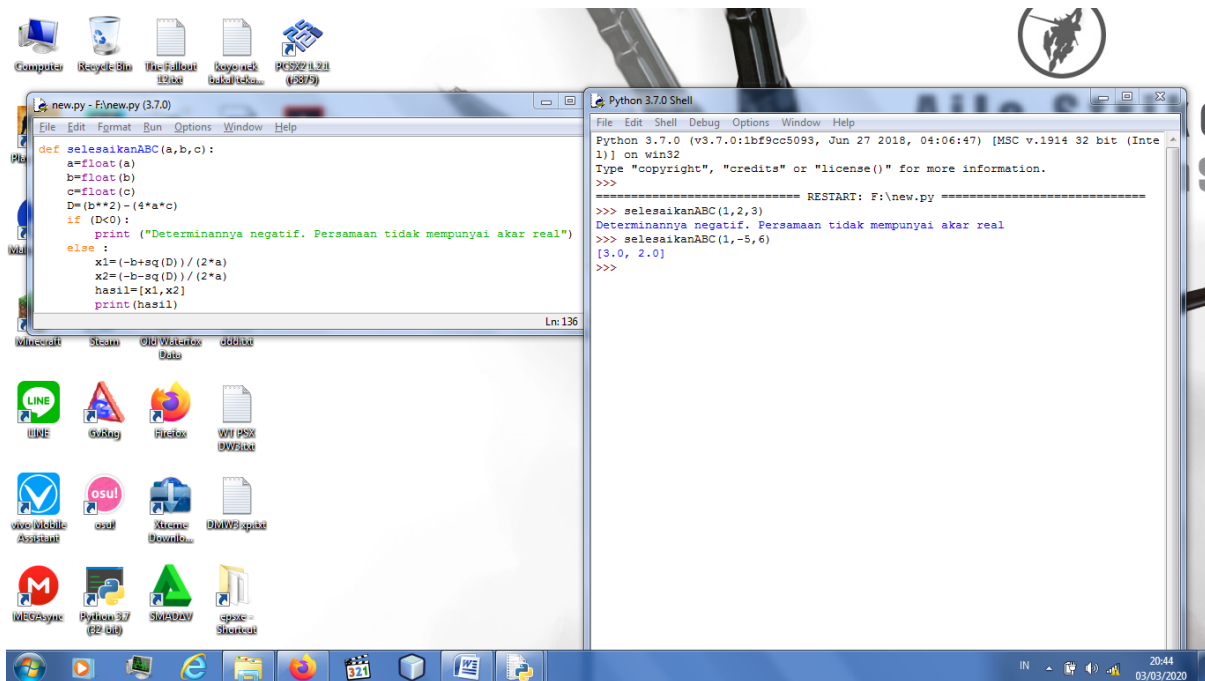 Computer
Recycle Bin
The Fallout
12.txt
koyo nek
bakal teko...
PCSX2 1.2.1
(r5875)
new.py - F:\new.py (3.7.0)
File Edit Format Run Options Window Help
def selesaikanABC(a,b,c):
    a=float(a)
    b=float(b)
    c=float(c)
    D=(b**2)-(4*a*c)
    if (D<0):
        print ("Determinannya negatif. Persamaan tidak mempunyai akar real")
    else :
        x1=(-b+sq(D))/(2*a)
        x2=(-b-sq(D))/(2*a)
        hasil=[x1,x2]
        print(hasil)
Ln: 136
Python 3.7.0 Shell
File Edit Shell Debug Options Window Help
Python 3.7.0 (v3.7.0:1bf9cc5093, Jun 27 2018, 04:06:47) [MSC v.1914 32 bit (Inte
l)] on win32
Type "copyright", "credits" or "license()" for more information.
>>>
=========================== RESTART: F:\new.py ===========================
>>> selesaikanABC(1,2,3)
Determinannya negatif. Persamaan tidak mempunyai akar real
>>> selesaikanABC(1,-5,6)
[3.0, 2.0]
>>>
Minecraft
Steam
Old Waterfox
Data
LINE
LINE
GvRng
Firefox
WT PSX
DW3.txt
vivo Mobile
Assistant
osu!
osu!
Xtreme
Downlo...
DMW3 xp.txt
MEGAsync
Python 3.7
(32-bit)
SMADAV
epsxe -
Shortcut
321
IN
20:44
03/03/2020